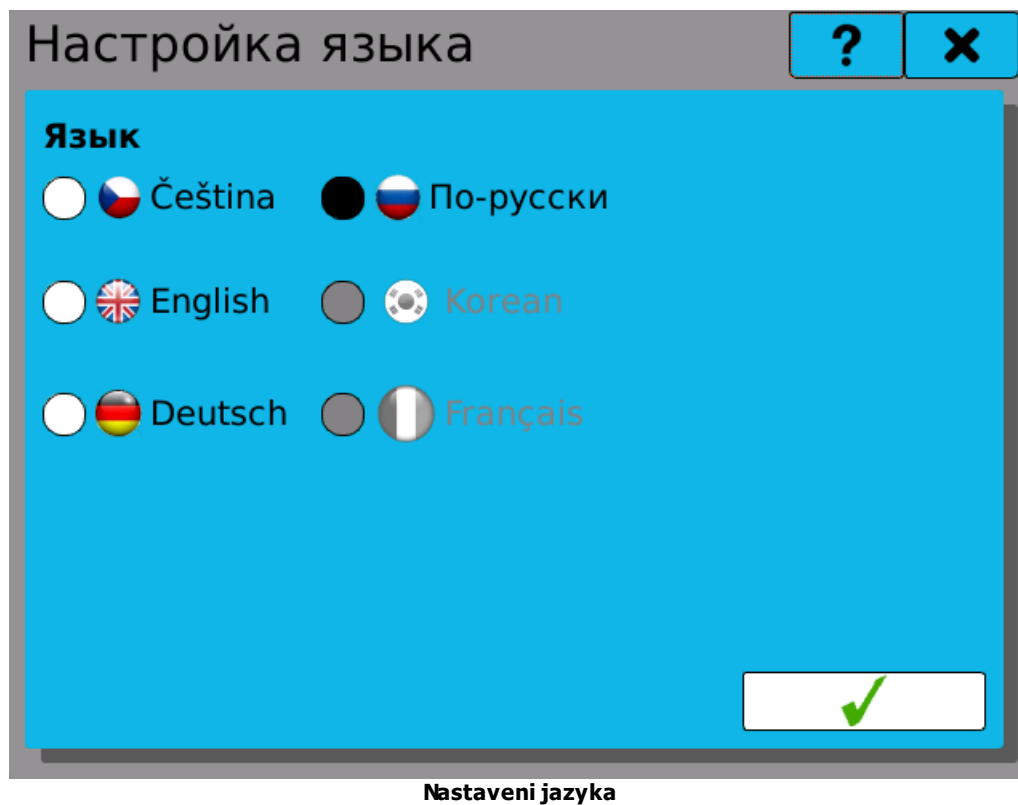 Настройка языка
Язык
Čeština По-русски
English Korean
Deutsch Français
Nastaveni jazyka